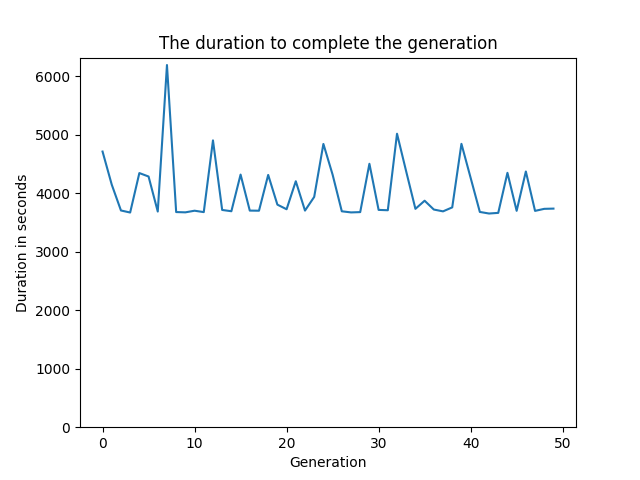 The duration to complete the generation
6000
5000
4000
3000
2000
1000
0
Duration in seconds
0 10 20 30 40 50
Generation